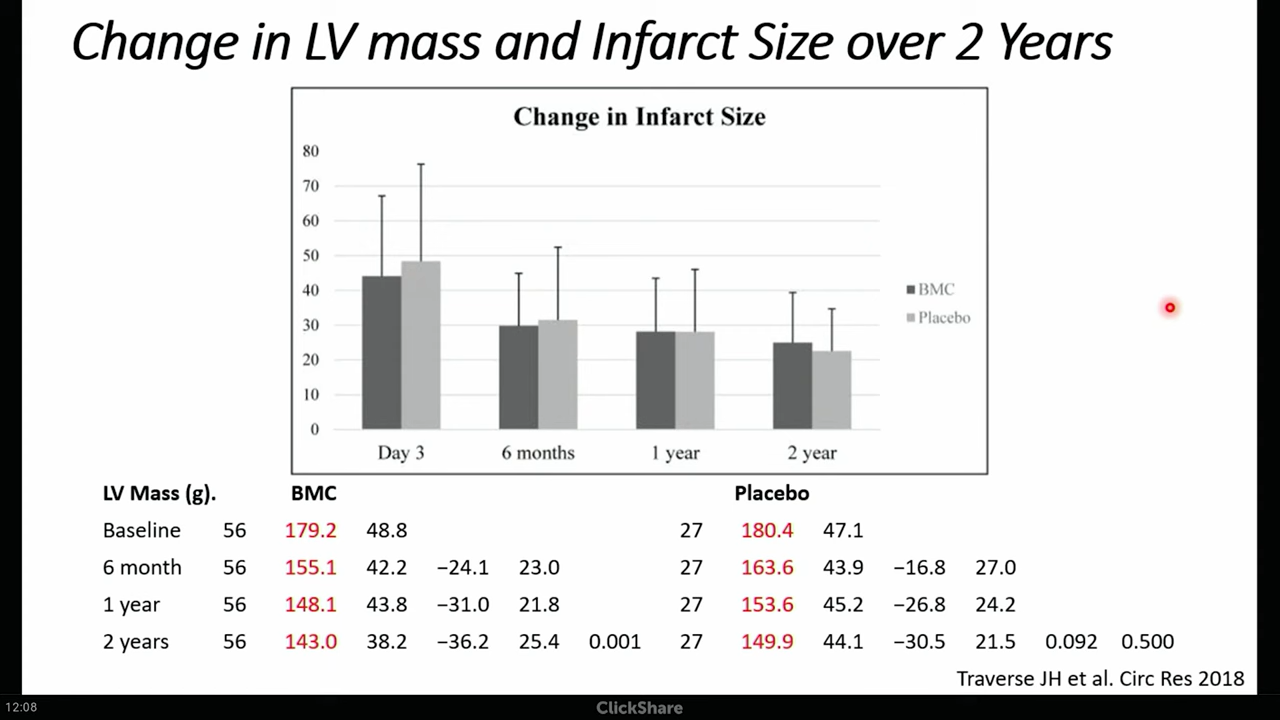 Change in LV mass and Infarct Size over 2 Years
Change in Infarct Size
80
70
60
50
40
30
20
10
0
BMC
Placebo
Day 3 6 months 1 year 2 year
LV Mass (g). BMC Placebo
Baseline 56 179.2 48.8 27 180.4 47.1
6 month 56 155.1 42.2 −24.1 23.0 27 163.6 43.9 −16.8 27.0
1 year 56 148.1 43.8 −31.0 21.8 27 153.6 45.2 −26.8 24.2
2 years 56 143.0 38.2 −36.2 25.4 0.001 27 149.9 44.1 −30.5 21.5 0.092 0.500
Traverse JH et al. Circ Res 2018
12:08 ClickShare